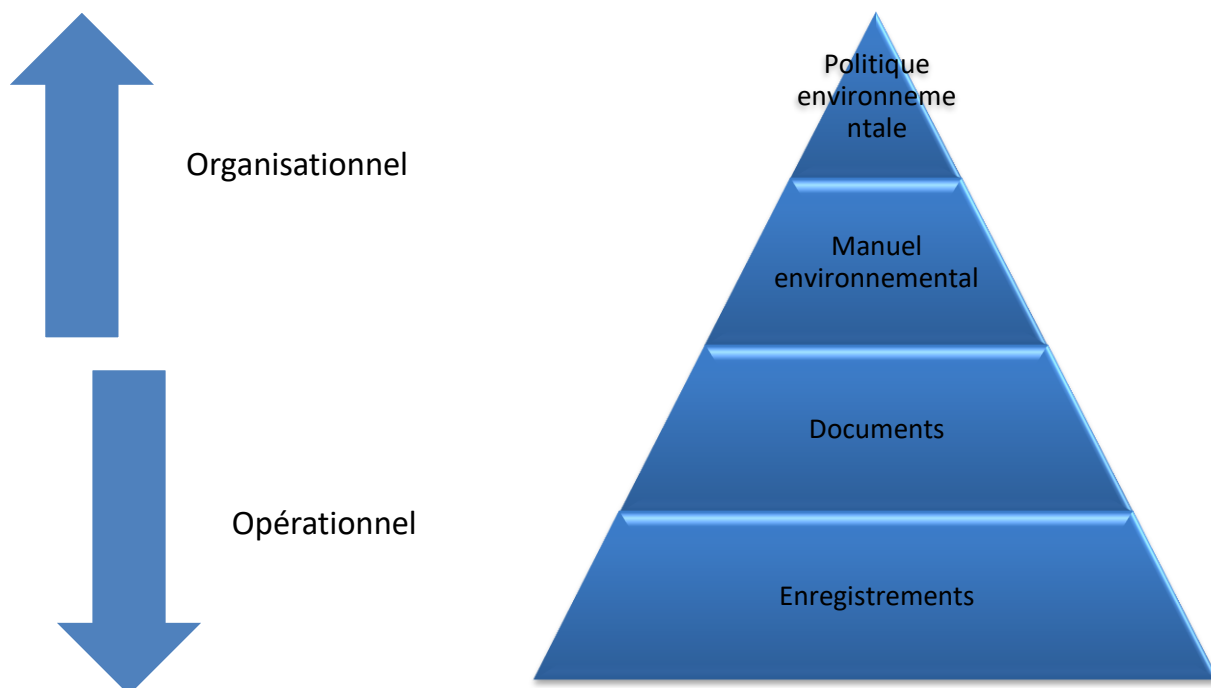 Politique
environneme
ntale
Organisationnel
Manuel
environnemental
Documents
Opérationnel
Enregistrements